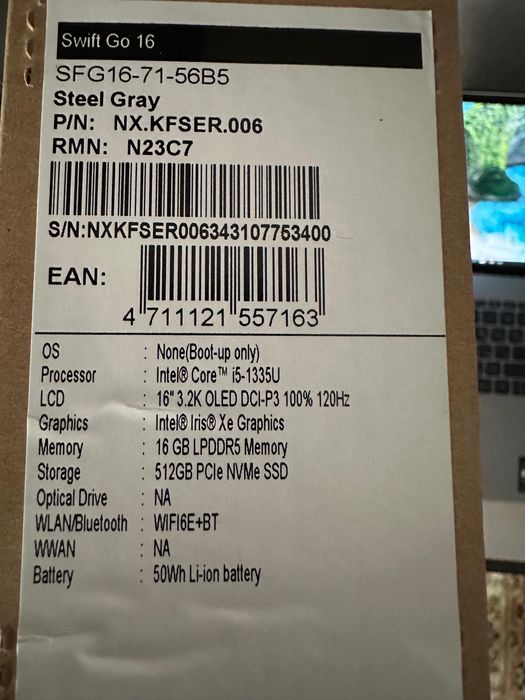 Swift Go 16
SFG16-71-56B5
Steel Gray
P/N: NX.KFSER.006
RMN: N23C7
S/N:NXKFSER006343107753400
EAN:
4 711121 557163
OS : None(Boot-up only)
Processor : Intel® Core™ i5-1335U
LCD : 16" 3.2K OLED DCI-P3 100% 120Hz
Graphics : Intel® Iris® Xe Graphics
Memory : 16 GB LPDDR5 Memory
Storage : 512GB PCIe NVMe SSD
Optical Drive : NA
WLAN/Bluetooth : WIFI6E+BT
WWAN : NA
Battery : 50Wh Li-ion battery